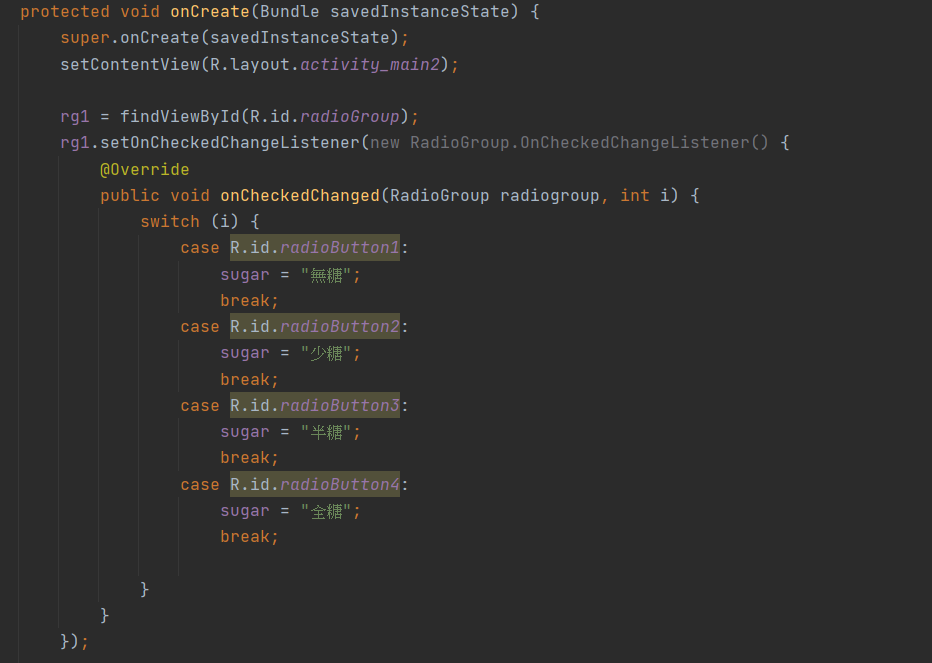 protected void onCreate(Bundle savedInstanceState) {
    super.onCreate(savedInstanceState);
    setContentView(R.layout.activity_main2);

    rg1 = findViewById(R.id.radioGroup);
    rg1.setOnCheckedChangeListener(new RadioGroup.OnCheckedChangeListener() {
        @Override
        public void onCheckedChanged(RadioGroup radiogroup, int i) {
            switch (i) {
                case R.id.radioButton1:
                    sugar = "無糖";
                    break;
                case R.id.radioButton2:
                    sugar = "少糖";
                    break;
                case R.id.radioButton3:
                    sugar = "半糖";
                    break;
                case R.id.radioButton4:
                    sugar = "全糖";
                    break;

            }
        }
    });